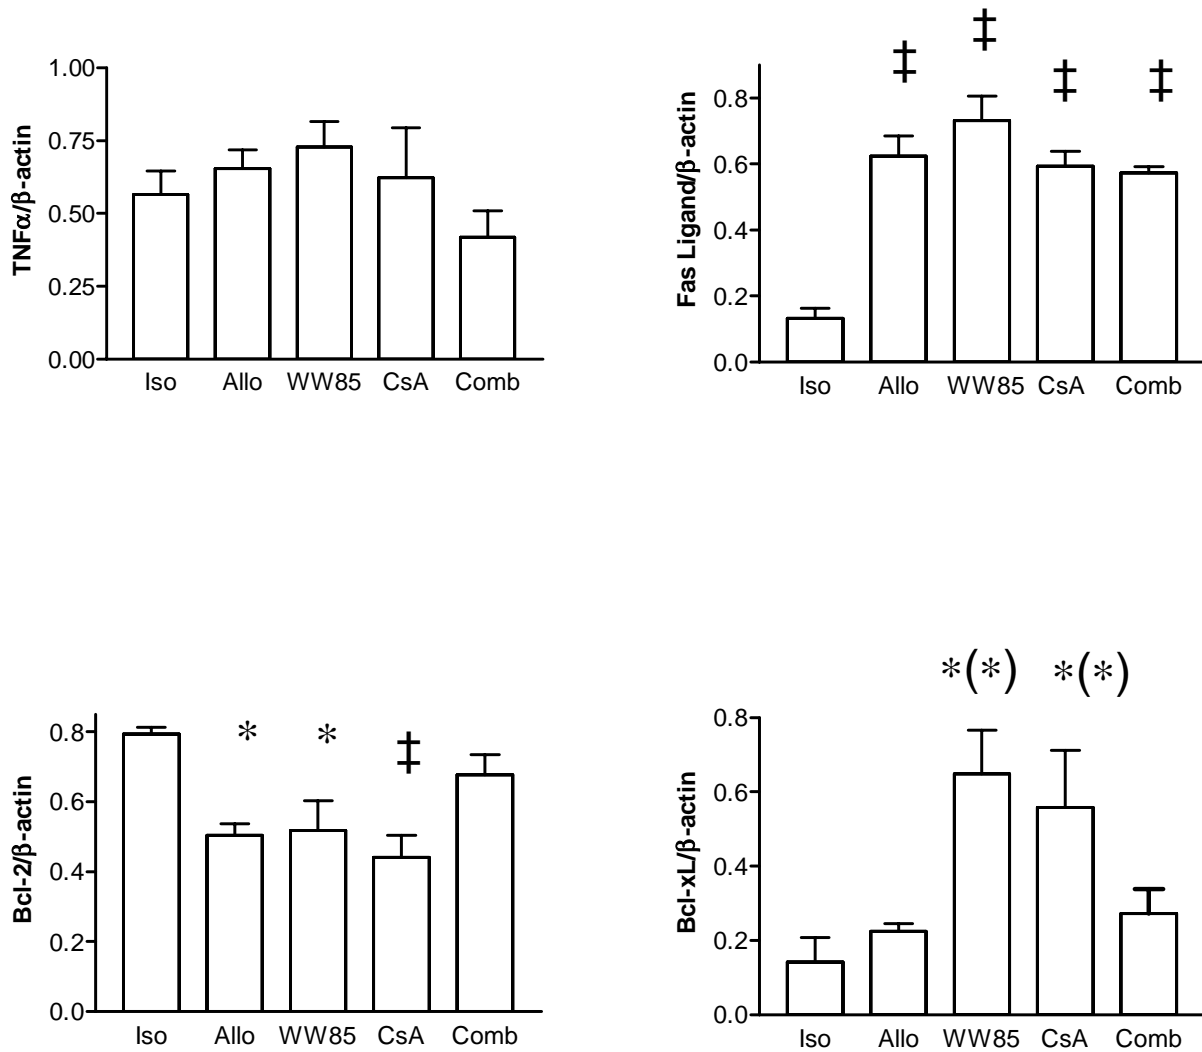 TNFα/β-actin
1.00
0.75
0.50
0.25
0.00
Iso Allo WW85 CsA Comb
Fas Ligand/β-actin
‡ ‡ ‡ ‡
0.8
0.6
0.4
0.2
0.0
Iso Allo WW85 CsA Comb
Bcl-2/β-actin
* * ‡
0.8
0.6
0.4
0.2
0.0
Iso Allo WW85 CsA Comb
Bcl-xL/β-actin
*(*) *(*)
0.8
0.6
0.4
0.2
0.0
Iso Allo WW85 CsA Comb